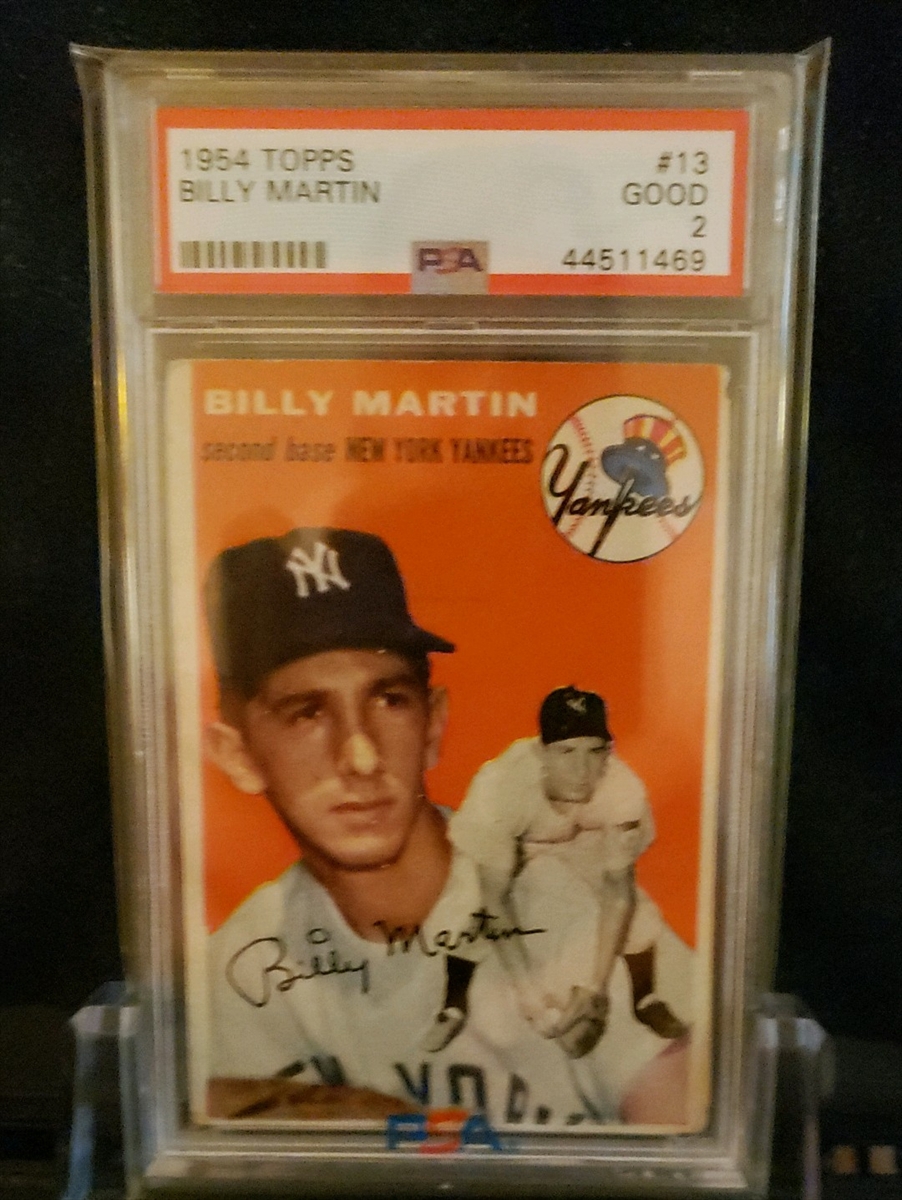 1954 TOPPS #13
BILLY MARTIN GOOD
2
PSA 44511469
BILLY MARTIN
second base NEW YORK YANKEES
Yankees
NY
Billy Martin
PSA